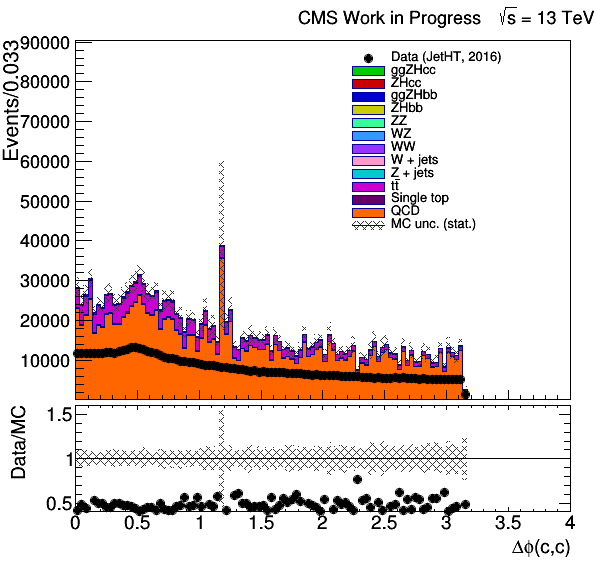 CMS Work in Progress √s = 13 TeV
Events/0.033
90000
80000
70000
60000
50000
40000
30000
20000
10000
Data (JetHT, 2016)
ggZHcc
ZHcc
ggZHbb
ZHbb
ZZ
WZ
WW
W + jets
Z + jets
tt̄
Single top
QCD
MC unc. (stat.)
Data/MC
1.5
1
0.5
0 0.5 1 1.5 2 2.5 3 3.5 4
Δϕ(c,c)